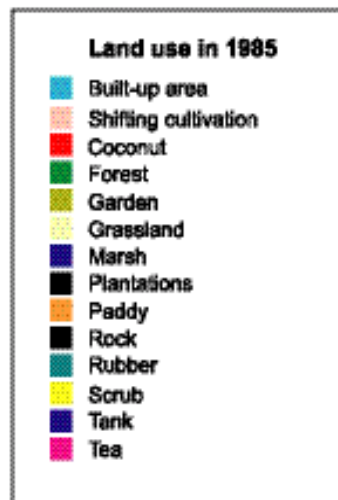 Land use in 1985
Built-up area
Shifting cultivation
Coconut
Forest
Garden
Grassland
Marsh
Plantations
Paddy
Rock
Rubber
Scrub
Tank
Tea